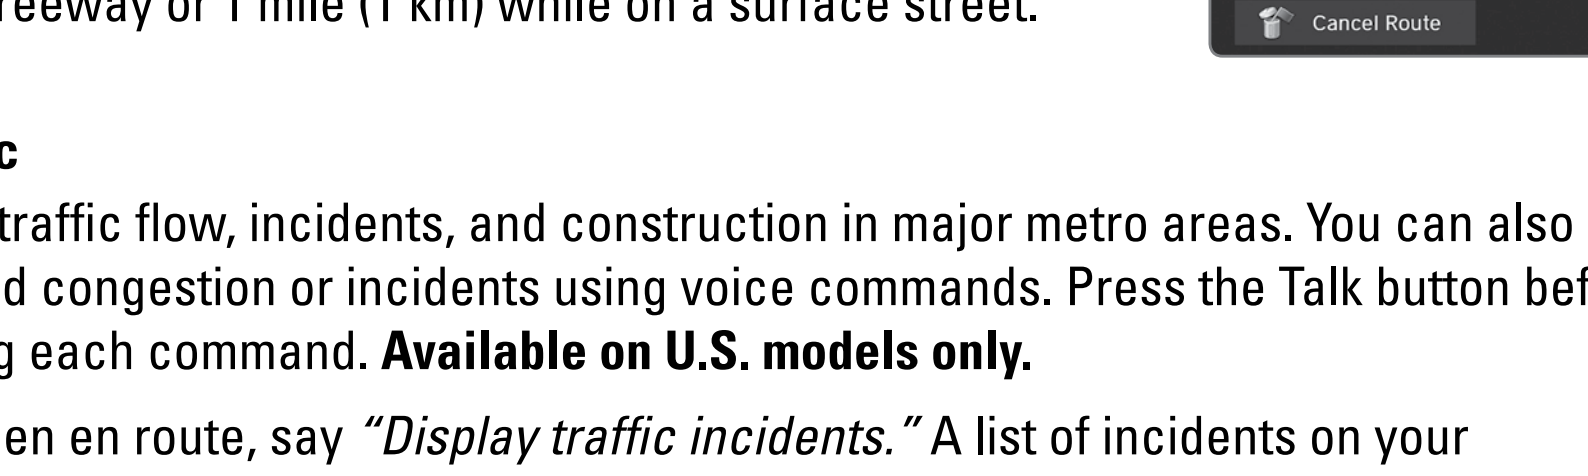 reeway or 1 mile (1 km) while on a surface street.
Cancel Route
c
traffic flow, incidents, and construction in major metro areas. You can also
d congestion or incidents using voice commands. Press the Talk button bef
g each command. Available on U.S. models only.
en en route, say “Display traffic incidents.” A list of incidents on your